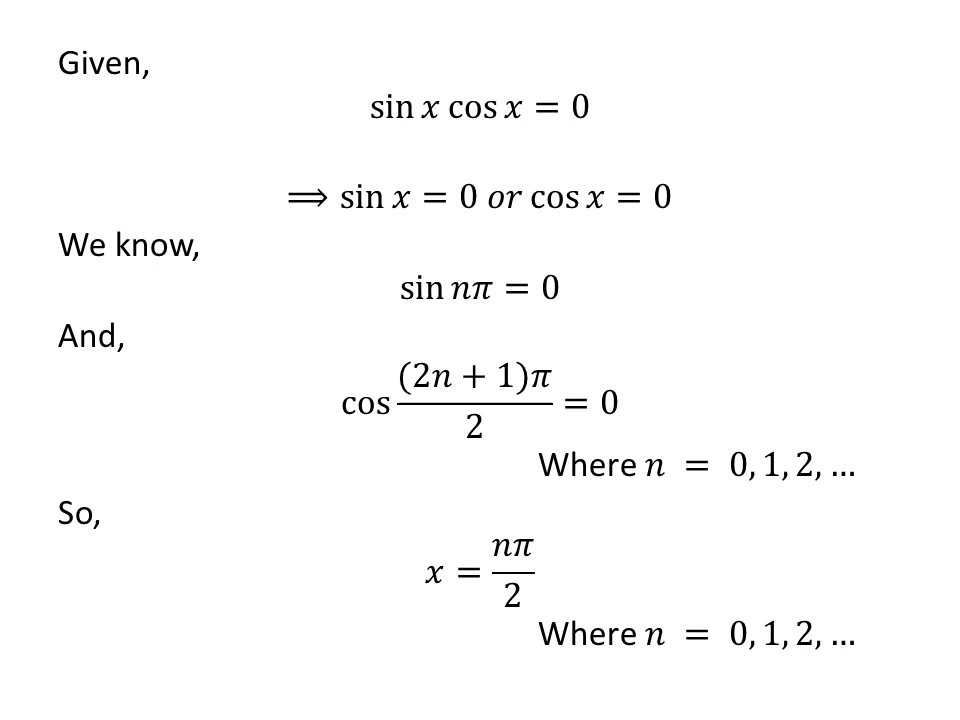 Given,
sin x cos x = 0
⟹ sin x = 0 or cos x = 0
We know,
sin nπ = 0
And,
cos (2n + 1)π / 2 = 0
Where n = 0, 1, 2, …
So,
x = nπ / 2
Where n = 0, 1, 2, …